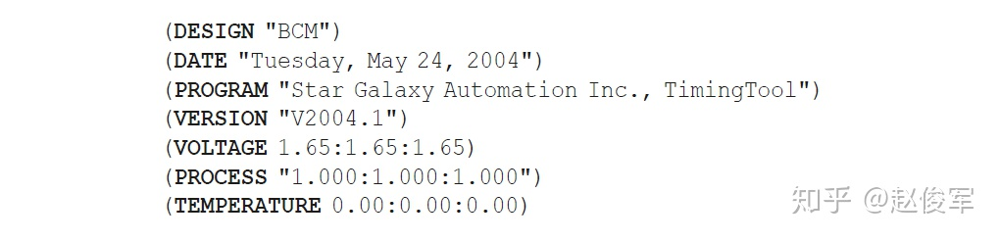 (DESIGN "BCM")
(DATE "Tuesday, May 24, 2004")
(PROGRAM "Star Galaxy Automation Inc., TimingTool")
(VERSION "V2004.1")
(VOLTAGE 1.65:1.65:1.65)
(PROCESS "1.000:1.000:1.000")
(TEMPERATURE 0.00:0.00:0.00)
知乎 @赵俊军